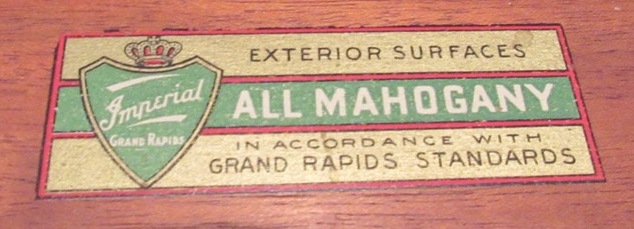 Imperial
GRAND RAPIDS
EXTERIOR SURFACES
ALL MAHOGANY
IN ACCORDANCE WITH
GRAND RAPIDS STANDARDS